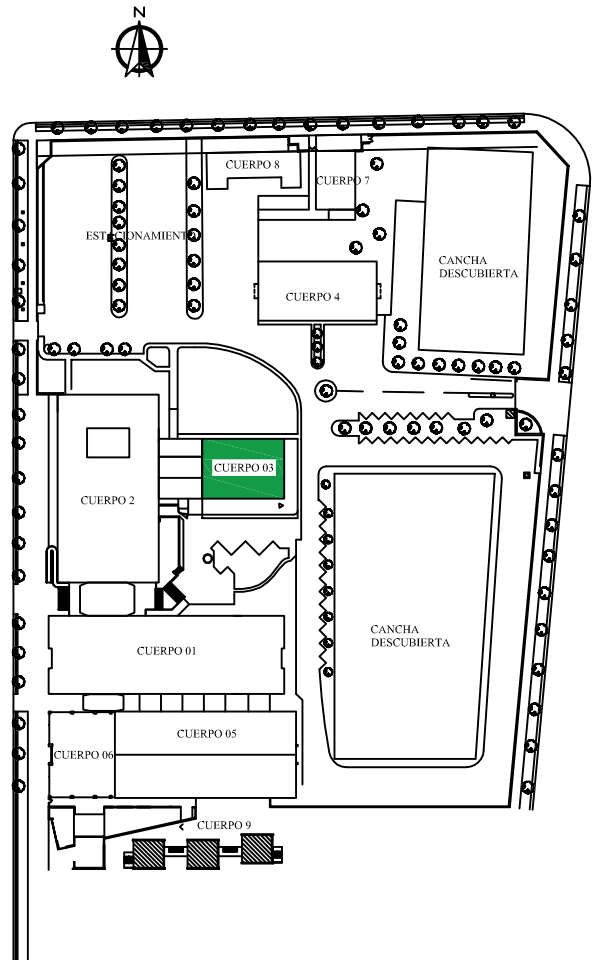 N
CUERPO 8
CUERPO 7
ESTACIONAMIENTO
CANCHA
DESCUBIERTA
CUERPO 4
CUERPO 03
CUERPO 2
CANCHA
DESCUBIERTA
CUERPO 01
CUERPO 05
CUERPO 06
CUERPO 9